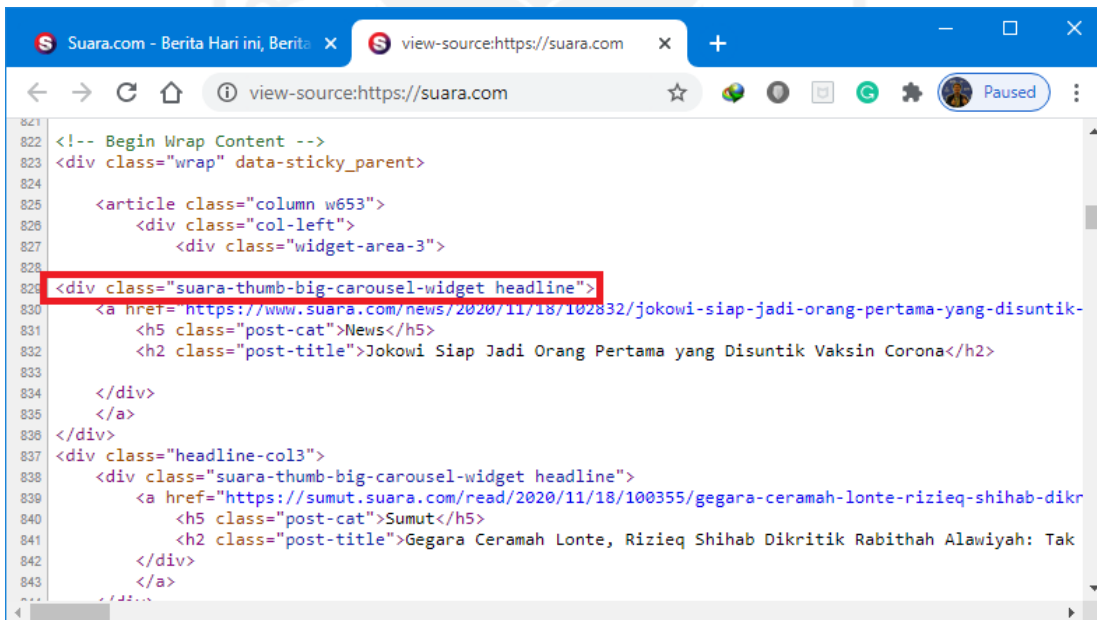 Suara.com - Berita Hari ini, Berita
view-source:https://suara.com
view-source:https://suara.com
Paused
821
822 <!-- Begin Wrap Content -->
823 <div class="wrap" data-sticky_parent>
824
825 <article class="column w653">
826 <div class="col-left">
827 <div class="widget-area-3">
828
829 <div class="suara-thumb-big-carousel-widget headline">
830 <a href="https://www.suara.com/news/2020/11/18/102832/jokowi-siap-jadi-orang-pertama-yang-disuntik-
831 <h5 class="post-cat">News</h5>
832 <h2 class="post-title">Jokowi Siap Jadi Orang Pertama yang Disuntik Vaksin Corona</h2>
833
834 </div>
835 </a>
836 </div>
837 <div class="headline-col3">
838 <div class="suara-thumb-big-carousel-widget headline">
839 <a href="https://sumut.suara.com/read/2020/11/18/100355/gegara-ceramah-lonte-rizieq-shihab-dikr
840 <h5 class="post-cat">Sumut</h5>
841 <h2 class="post-title">Gegara Ceramah Lonte, Rizieq Shihab Dikritik Rabithah Alawiyah: Tak
842 </div>
843 </a>